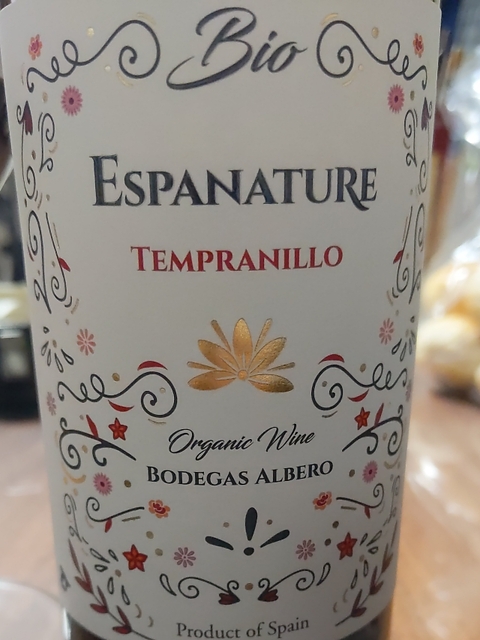 Bio
ESPANATURE
TEMPRANILLO
Organic Wine
BODEGAS ALBERO
Product of Spain